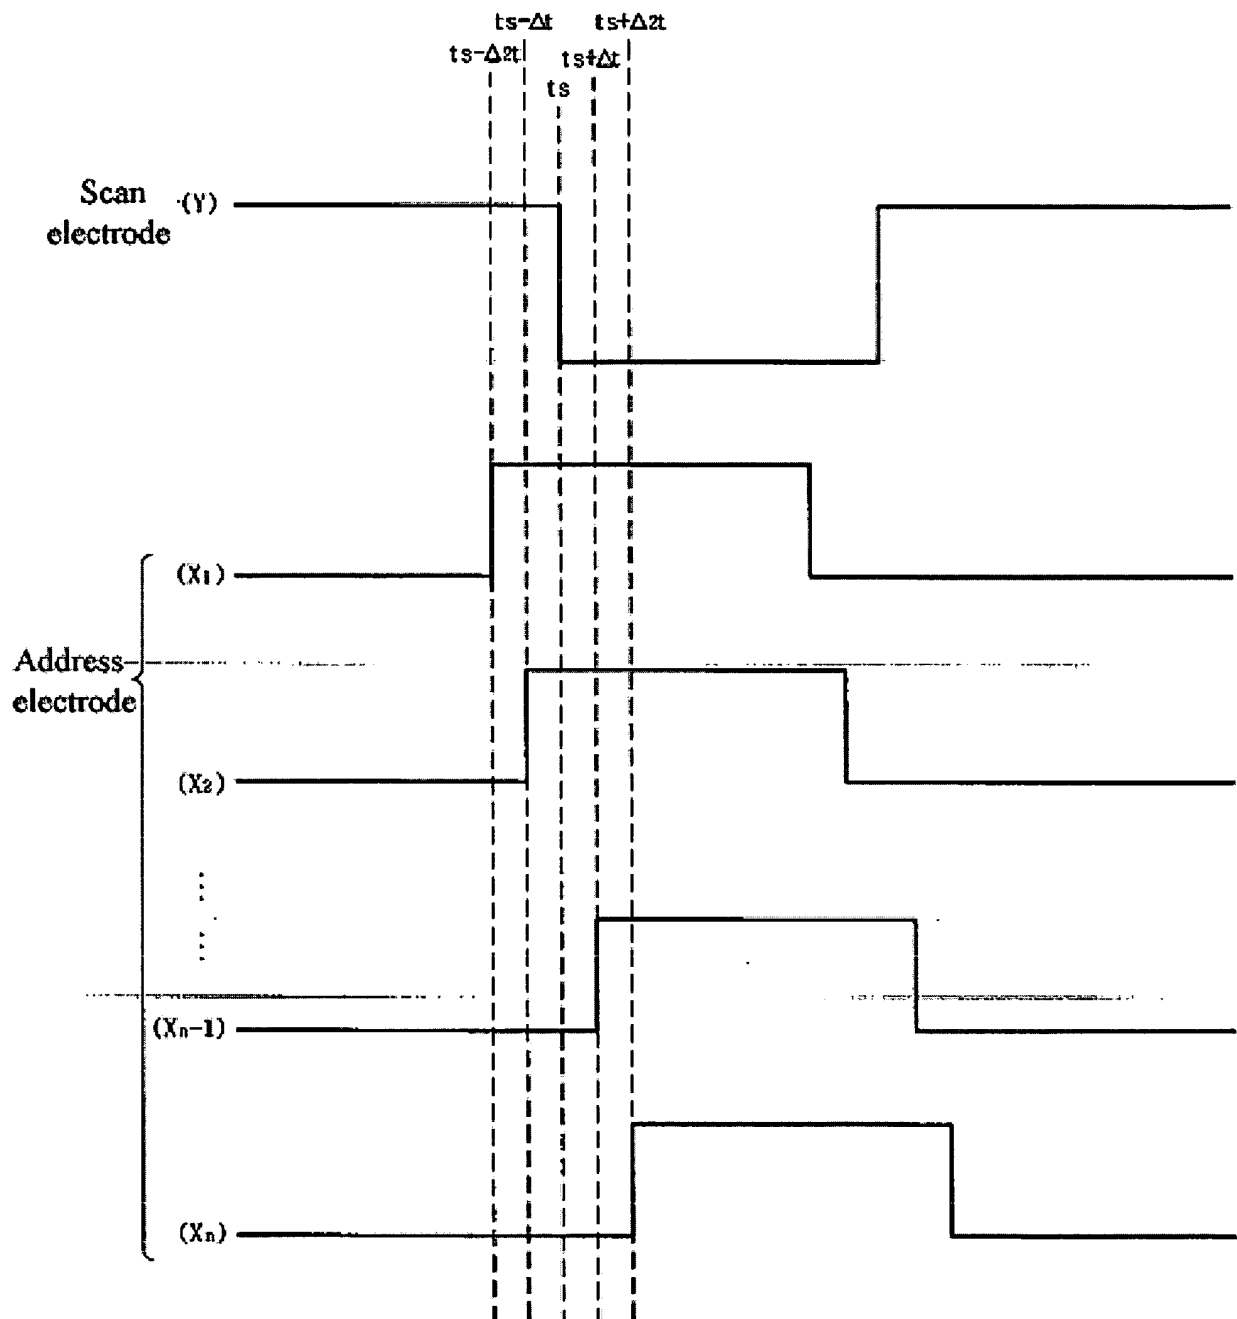 ts-Δt ts+Δ2t
ts-Δ2t ts+Δt
ts
Scan
electrode
(Y)
(X1)
Address
electrode
(X2)
(Xn-1)
(Xn)